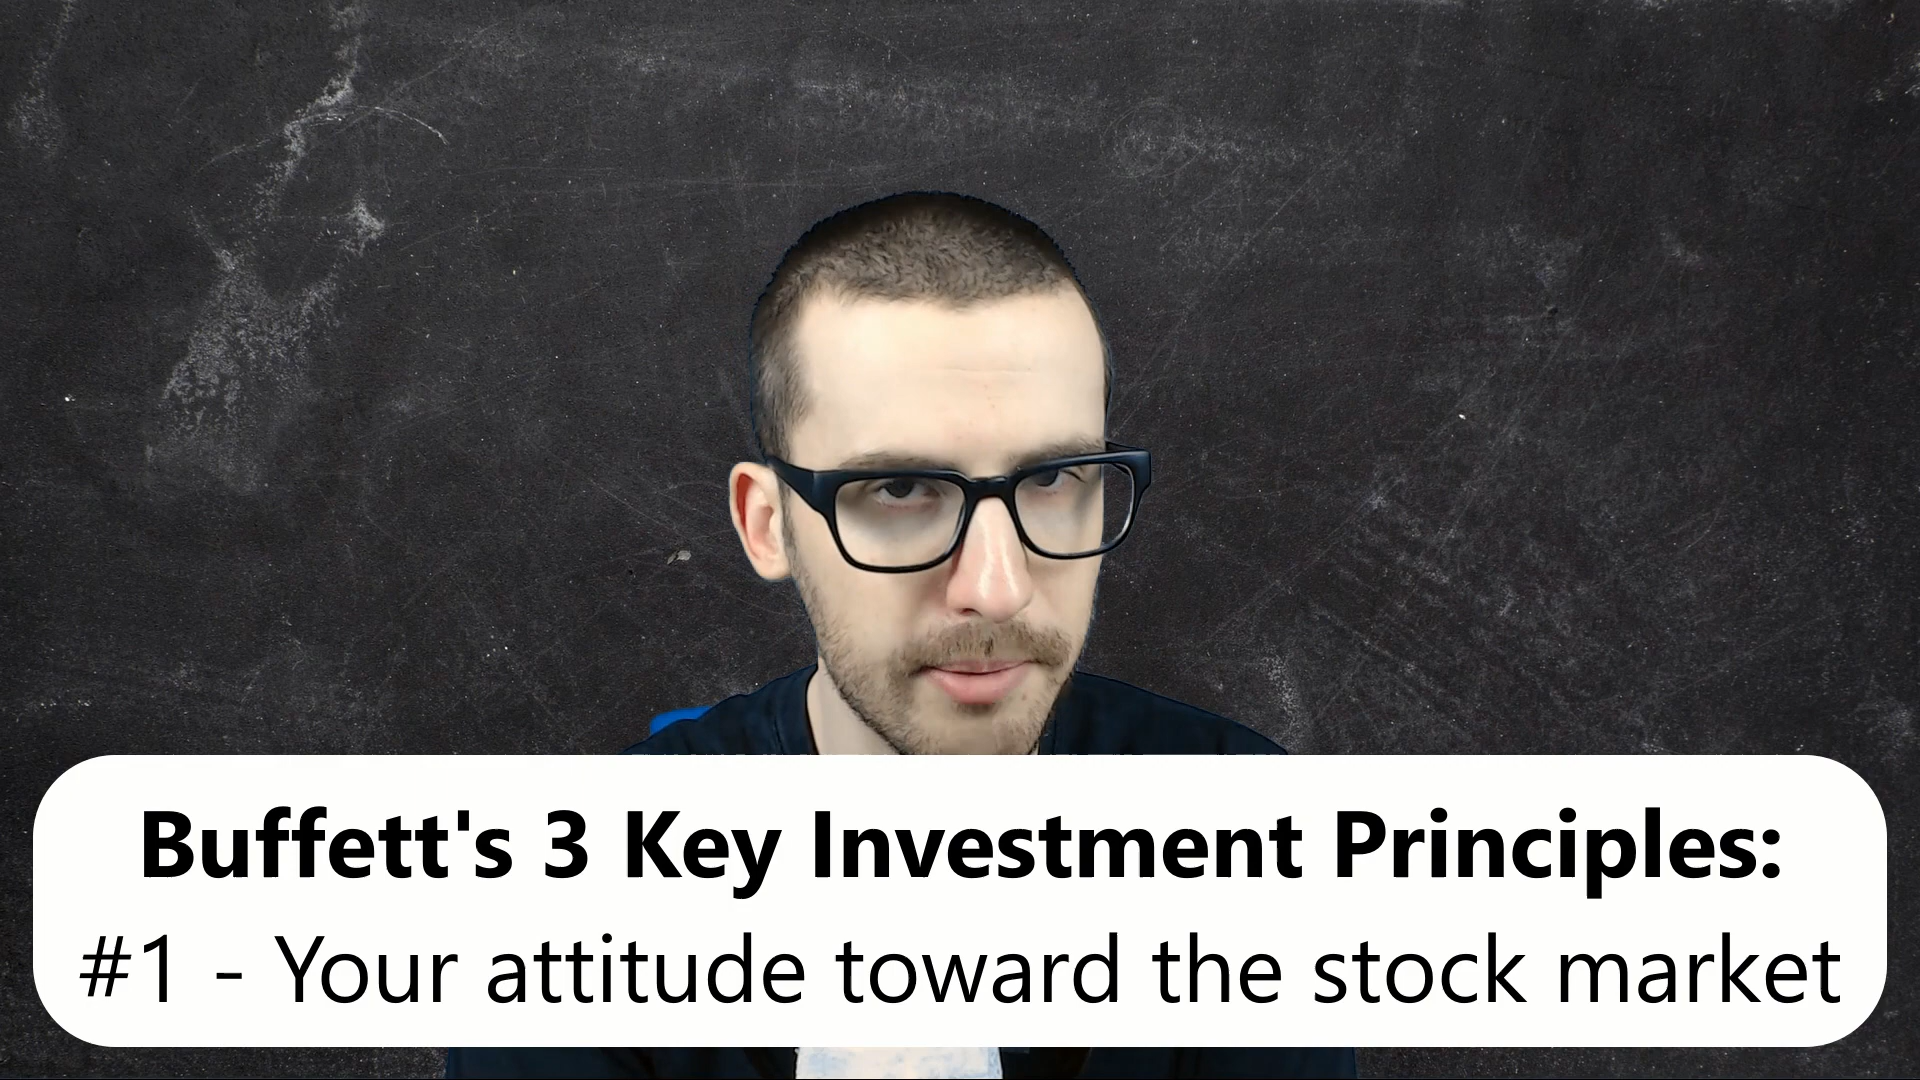 Buffett's 3 Key Investment Principles:
#1 - Your attitude toward the stock market